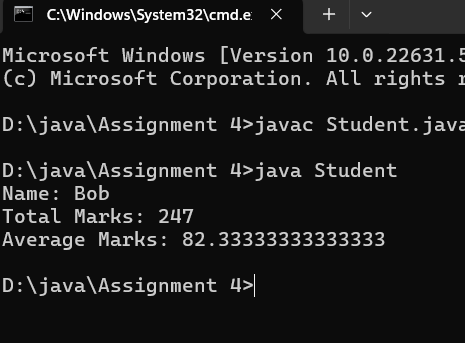 C:\Windows\System32\cmd.e
Microsoft Windows [Version 10.0.22631.5
(c) Microsoft Corporation. All rights r
D:\java\Assignment 4>javac Student.java
D:\java\Assignment 4>java Student
Name: Bob
Total Marks: 247
Average Marks: 82.33333333333333
D:\java\Assignment 4>